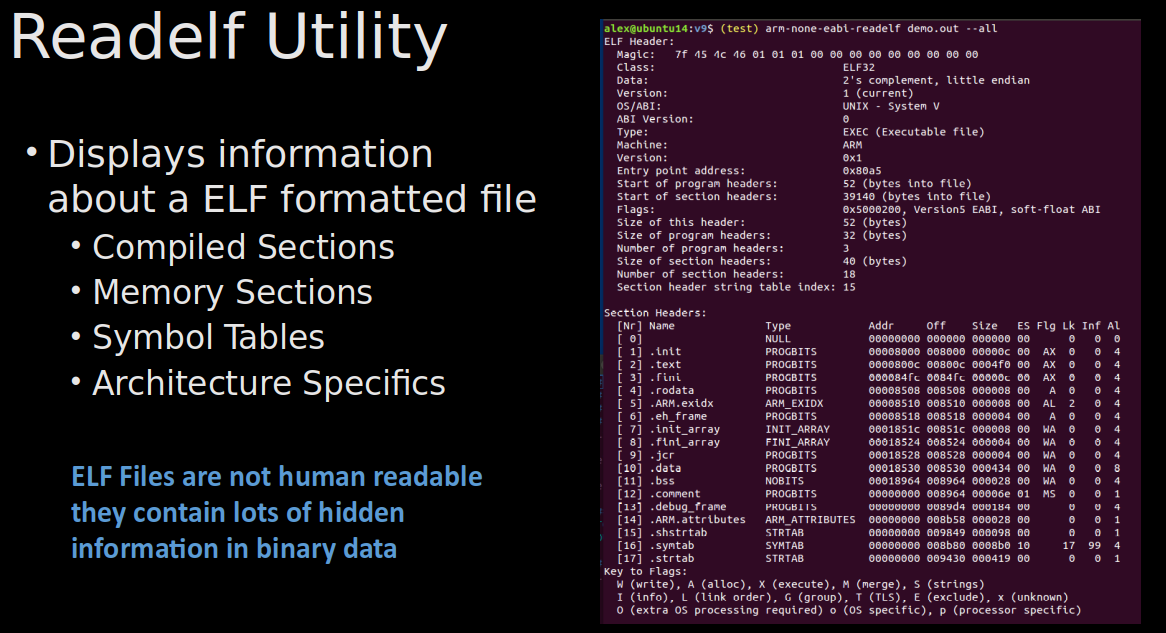 Readelf Utility
• Displays information
about a ELF formatted file
• Compiled Sections
• Memory Sections
• Symbol Tables
• Architecture Specifics
ELF Files are not human readable
they contain lots of hidden
information in binary data
alex@ubuntu14:v9$ (test) arm-none-eabi-readelf demo.out --all
ELF Header:
Magic: 7f 45 4c 46 01 01 01 00 00 00 00 00 00 00 00 00
Class: ELF32
Data: 2's complement, little endian
Version: 1 (current)
OS/ABI: UNIX - System V
ABI Version: 0
Type: EXEC (Executable file)
Machine: ARM
Version: 0x1
Entry point address: 0x80a5
Start of program headers: 52 (bytes into file)
Start of section headers: 39140 (bytes into file)
Flags: 0x5000200, Version5 EABI, soft-float ABI
Size of this header: 52 (bytes)
Size of program headers: 32 (bytes)
Number of program headers: 3
Size of section headers: 40 (bytes)
Number of section headers: 18
Section header string table index: 15
Section Headers:
[Nr] Name Type Addr Off Size ES Flg Lk Inf Al
[ 0] NULL 00000000 000000 000000 00 0 0 0
[ 1] .init PROGBITS 00008000 008000 00000c 00 AX 0 0 4
[ 2] .text PROGBITS 0000800c 00800c 0004f0 00 AX 0 0 4
[ 3] .fini PROGBITS 000084fc 0084fc 00000c 00 AX 0 0 4
[ 4] .rodata PROGBITS 00008508 008508 000008 00 A 0 0 4
[ 5] .ARM.exidx ARM_EXIDX 00008510 008510 000008 00 AL 2 0 4
[ 6] .eh_frame PROGBITS 00008518 008518 000004 00 A 0 0 4
[ 7] .init_array INIT_ARRAY 0001851c 00851c 000008 00 WA 0 0 4
[ 8] .fini_array FINI_ARRAY 00018524 008524 000004 00 WA 0 0 4
[ 9] .jcr PROGBITS 00018528 008528 000004 00 WA 0 0 4
[10] .data PROGBITS 00018530 008530 000434 00 WA 0 0 8
[11] .bss NOBITS 00018964 008964 000028 00 WA 0 0 4
[12] .comment PROGBITS 00000000 008964 00006e 01 MS 0 0 1
[13] .debug_frame PROGBITS 00000000 0089d4 000184 00 0 0 4
[14] .ARM.attributes ARM_ATTRIBUTES 00000000 008b58 000028 00 0 0 1
[15] .shstrtab STRTAB 00000000 009849 000098 00 0 0 1
[16] .symtab SYMTAB 00000000 008b80 0008b0 10 17 99 4
[17] .strtab STRTAB 00000000 009430 000419 00 0 0 1
Key to Flags:
W (write), A (alloc), X (execute), M (merge), S (strings)
I (info), L (link order), G (group), T (TLS), E (exclude), x (unknown)
O (extra OS processing required) o (OS specific), p (processor specific)